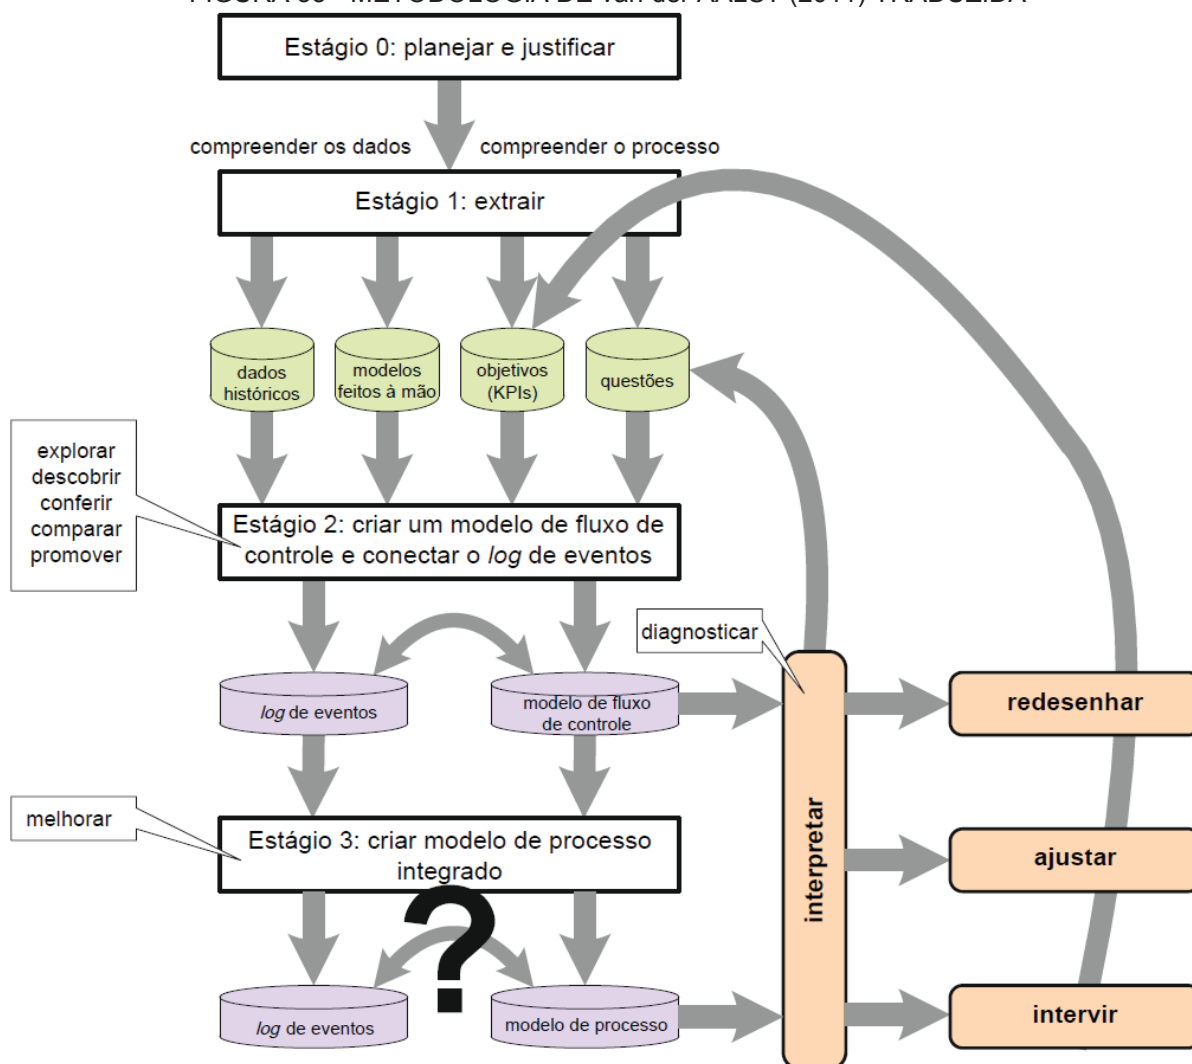 Estágio 0: planejar e justificar
compreender os dados
compreender o processo
Estágio 1: extrair
dados
históricos
modelos
feitos à mão
objetivos
(KPIs)
questões
explorar
descobrir
conferir
comparar
promover
Estágio 2: criar um modelo de fluxo de
controle e conectar o log de eventos
diagnosticar
log de eventos
modelo de fluxo
de controle
redesenhar
melhorar
Estágio 3: criar modelo de processo
integrado
interpretar
ajustar
?
log de eventos
modelo de processo
intervir